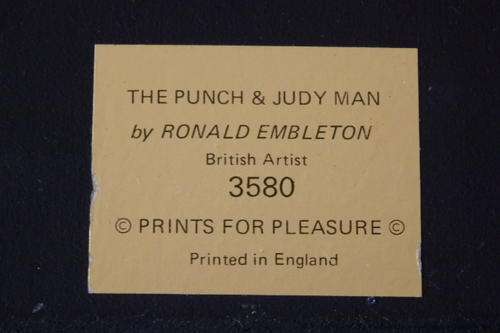 THE PUNCH & JUDY MAN
by RONALD EMBLETON
British Artist
3580
© PRINTS FOR PLEASURE ©
Printed in England